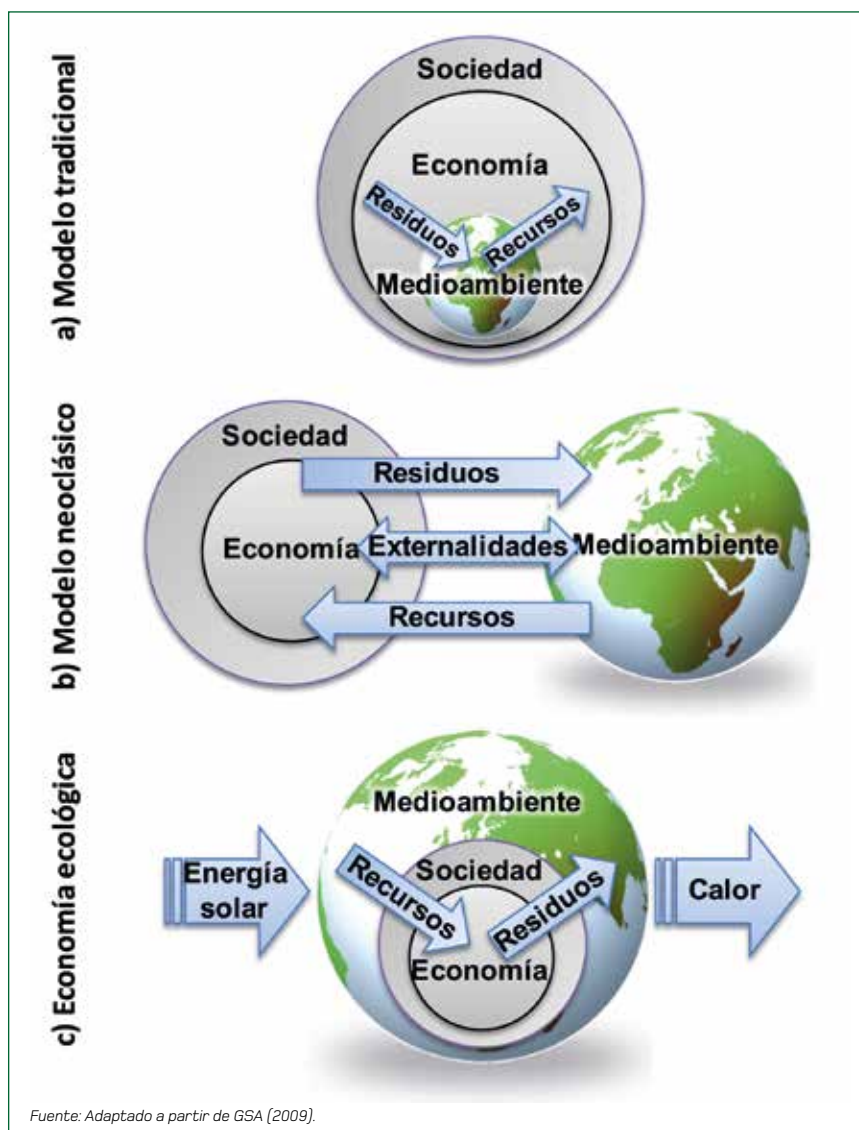 a) Modelo tradicional
Sociedad
Economía
Residuos
Recursos
Medioambiente
b) Modelo neoclásico
Sociedad
Residuos
Economía
Externalidades
Medioambiente
Recursos
c) Economía ecológica
Medioambiente
Energía
solar
Sociedad
Recursos
Residuos
Economía
Calor
Fuente: Adaptado a partir de GSA (2009).